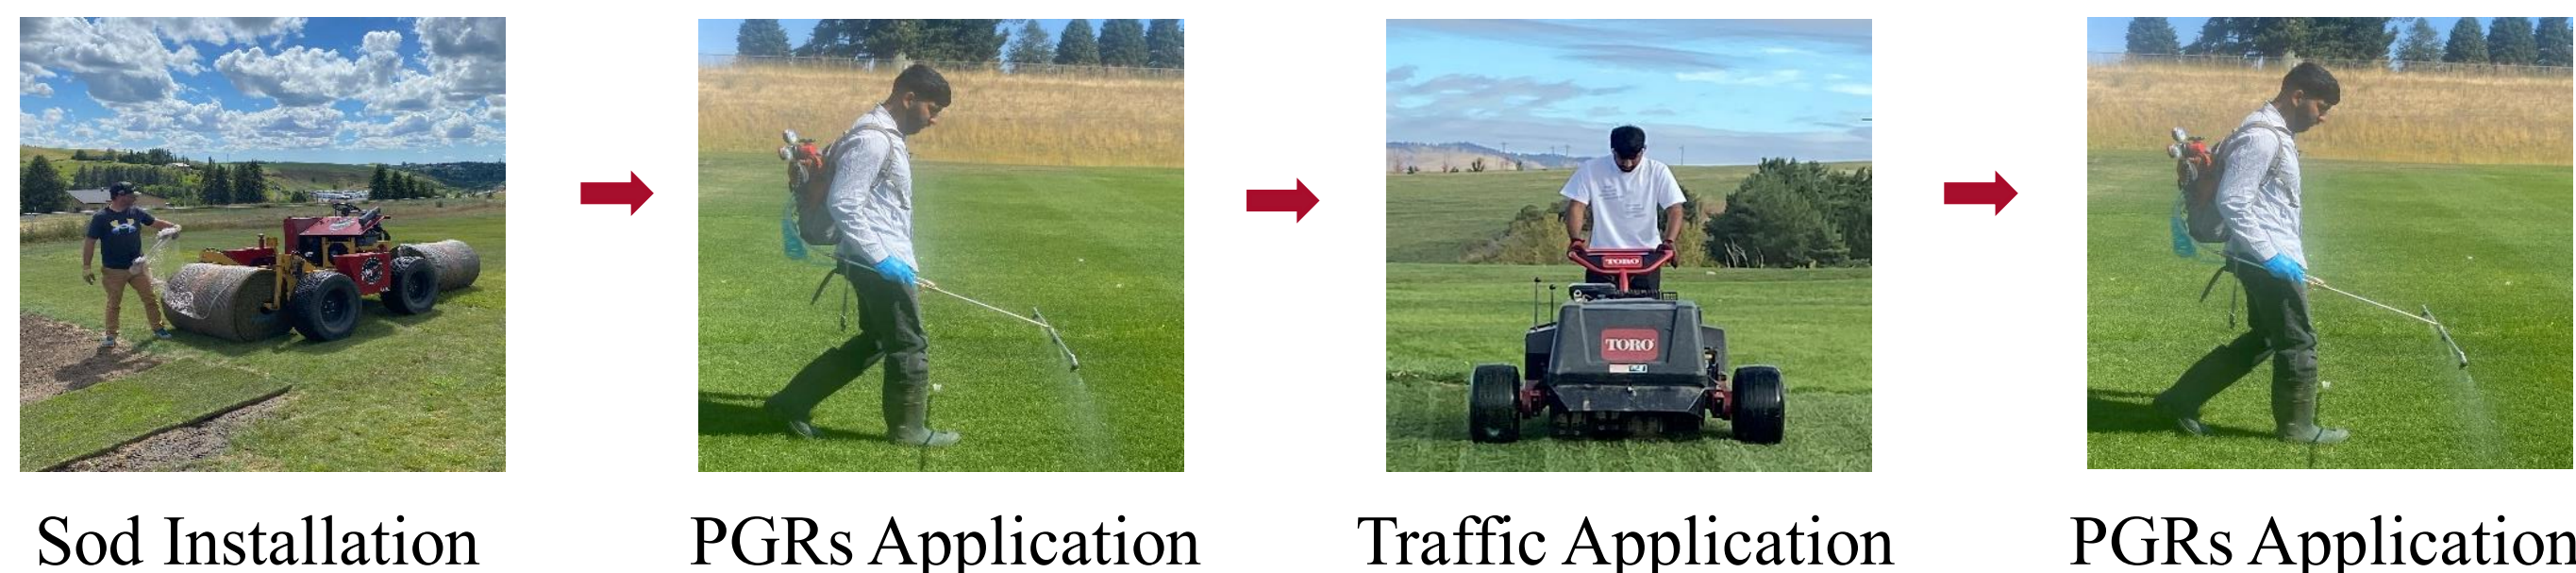 TORO
TORO
Sod Installation
PGRs Application
Traffic Application
PGRs Application